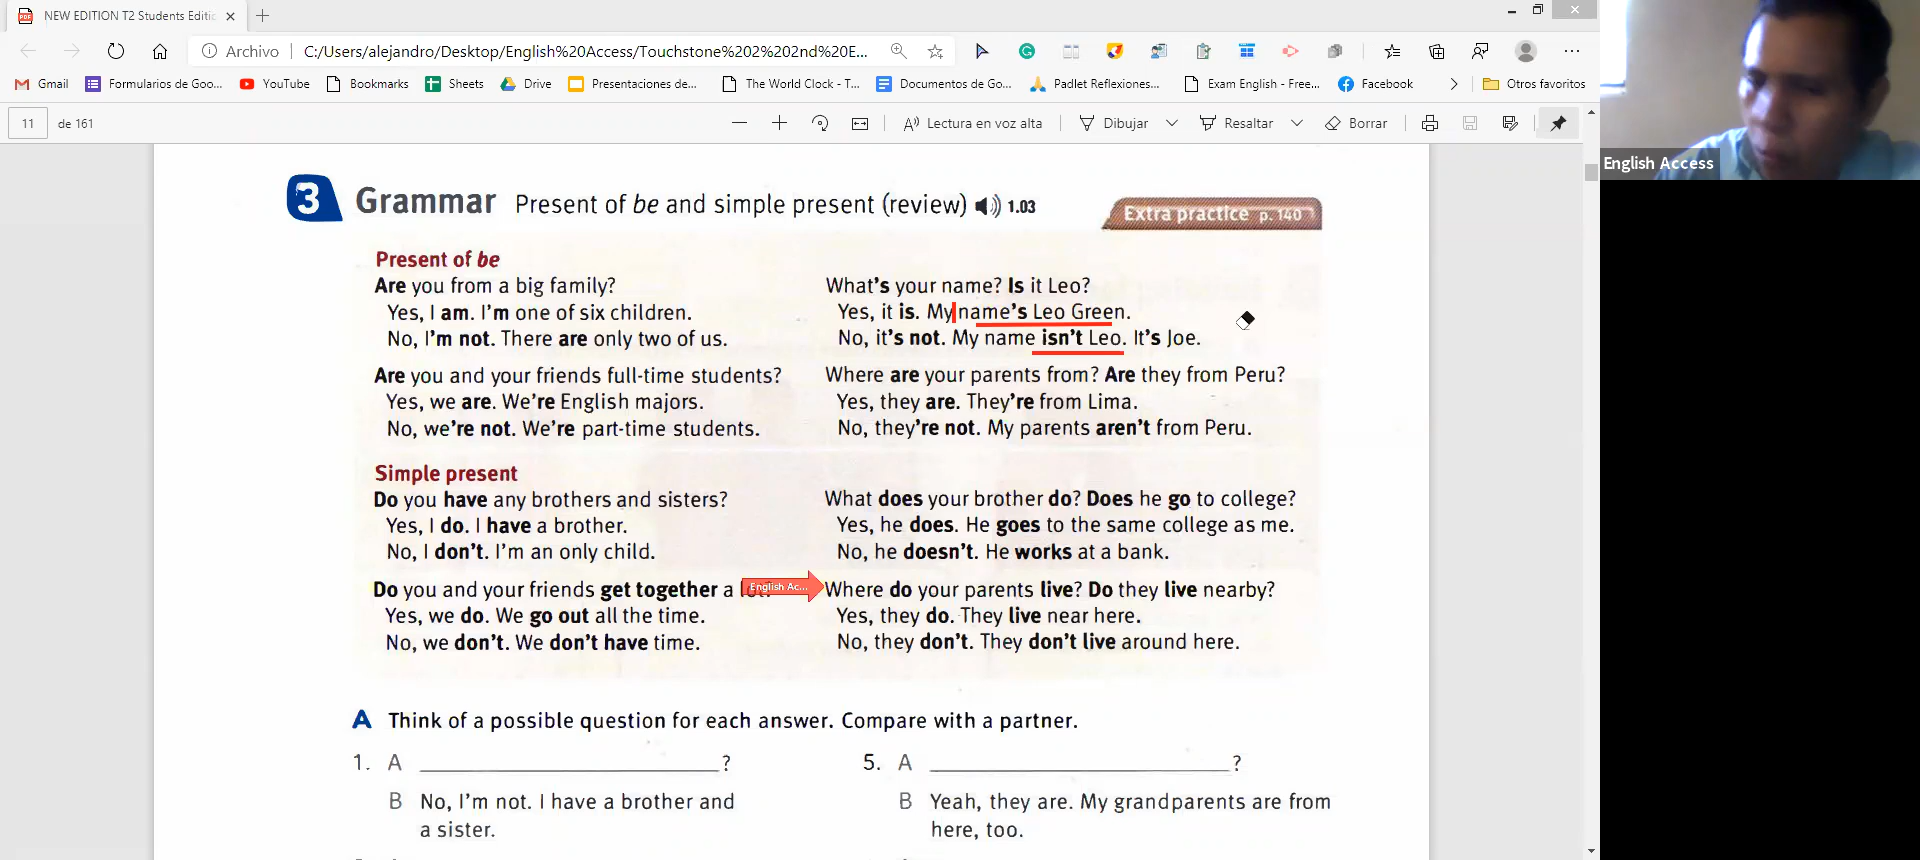 NEW EDITION T2 Students Editi
Archivo
C:/Users/alejandro/Desktop/English%20Access/Touchstone%202%202nd%20E...
Gmail
Formularios de Goo...
YouTube
Bookmarks
Sheets
Drive
Presentaciones de...
The World Clock - T...
Documentos de Go...
Padlet Reflexiones...
Exam English - Free...
Facebook
Otros favoritos
11 de 161
Lectura en voz alta
Dibujar
Resaltar
Borrar
English Access
3 Grammar Present of be and simple present (review) 1.03
Extra practice p. 140
Present of be
Are you from a big family?
Yes, I am. I'm one of six children.
No, I'm not. There are only two of us.
Are you and your friends full-time students?
Yes, we are. We're English majors.
No, we're not. We're part-time students.
What's your name? Is it Leo?
Yes, it is. My name's Leo Green.
No, it's not. My name isn't Leo. It's Joe.
Where are your parents from? Are they from Peru?
Yes, they are. They're from Lima.
No, they're not. My parents aren't from Peru.
Simple present
Do you have any brothers and sisters?
Yes, I do. I have a brother.
No, I don't. I'm an only child.
Do you and your friends get together a lot?
Yes, we do. We go out all the time.
No, we don't. We don't have time.
English Ac...
What does your brother do? Does he go to college?
Yes, he does. He goes to the same college as me.
No, he doesn't. He works at a bank.
Where do your parents live? Do they live nearby?
Yes, they do. They live near here.
No, they don't. They don't live around here.
A Think of a possible question for each answer. Compare with a partner.
1. A ______________________?
B No, I'm not. I have a brother and
a sister.
5. A ______________________?
B Yeah, they are. My grandparents are from
here, too.